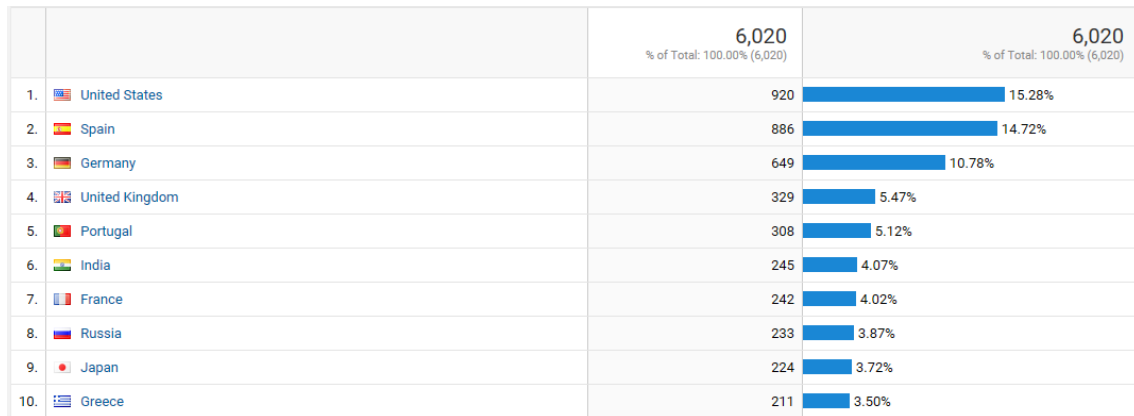 6,020 6,020
% of Total: 100.00% (6,020) % of Total: 100.00% (6,020)
1. United States 920 15.28%
2. Spain 886 14.72%
3. Germany 649 10.78%
4. United Kingdom 329 5.47%
5. Portugal 308 5.12%
6. India 245 4.07%
7. France 242 4.02%
8. Russia 233 3.87%
9. Japan 224 3.72%
10. Greece 211 3.50%